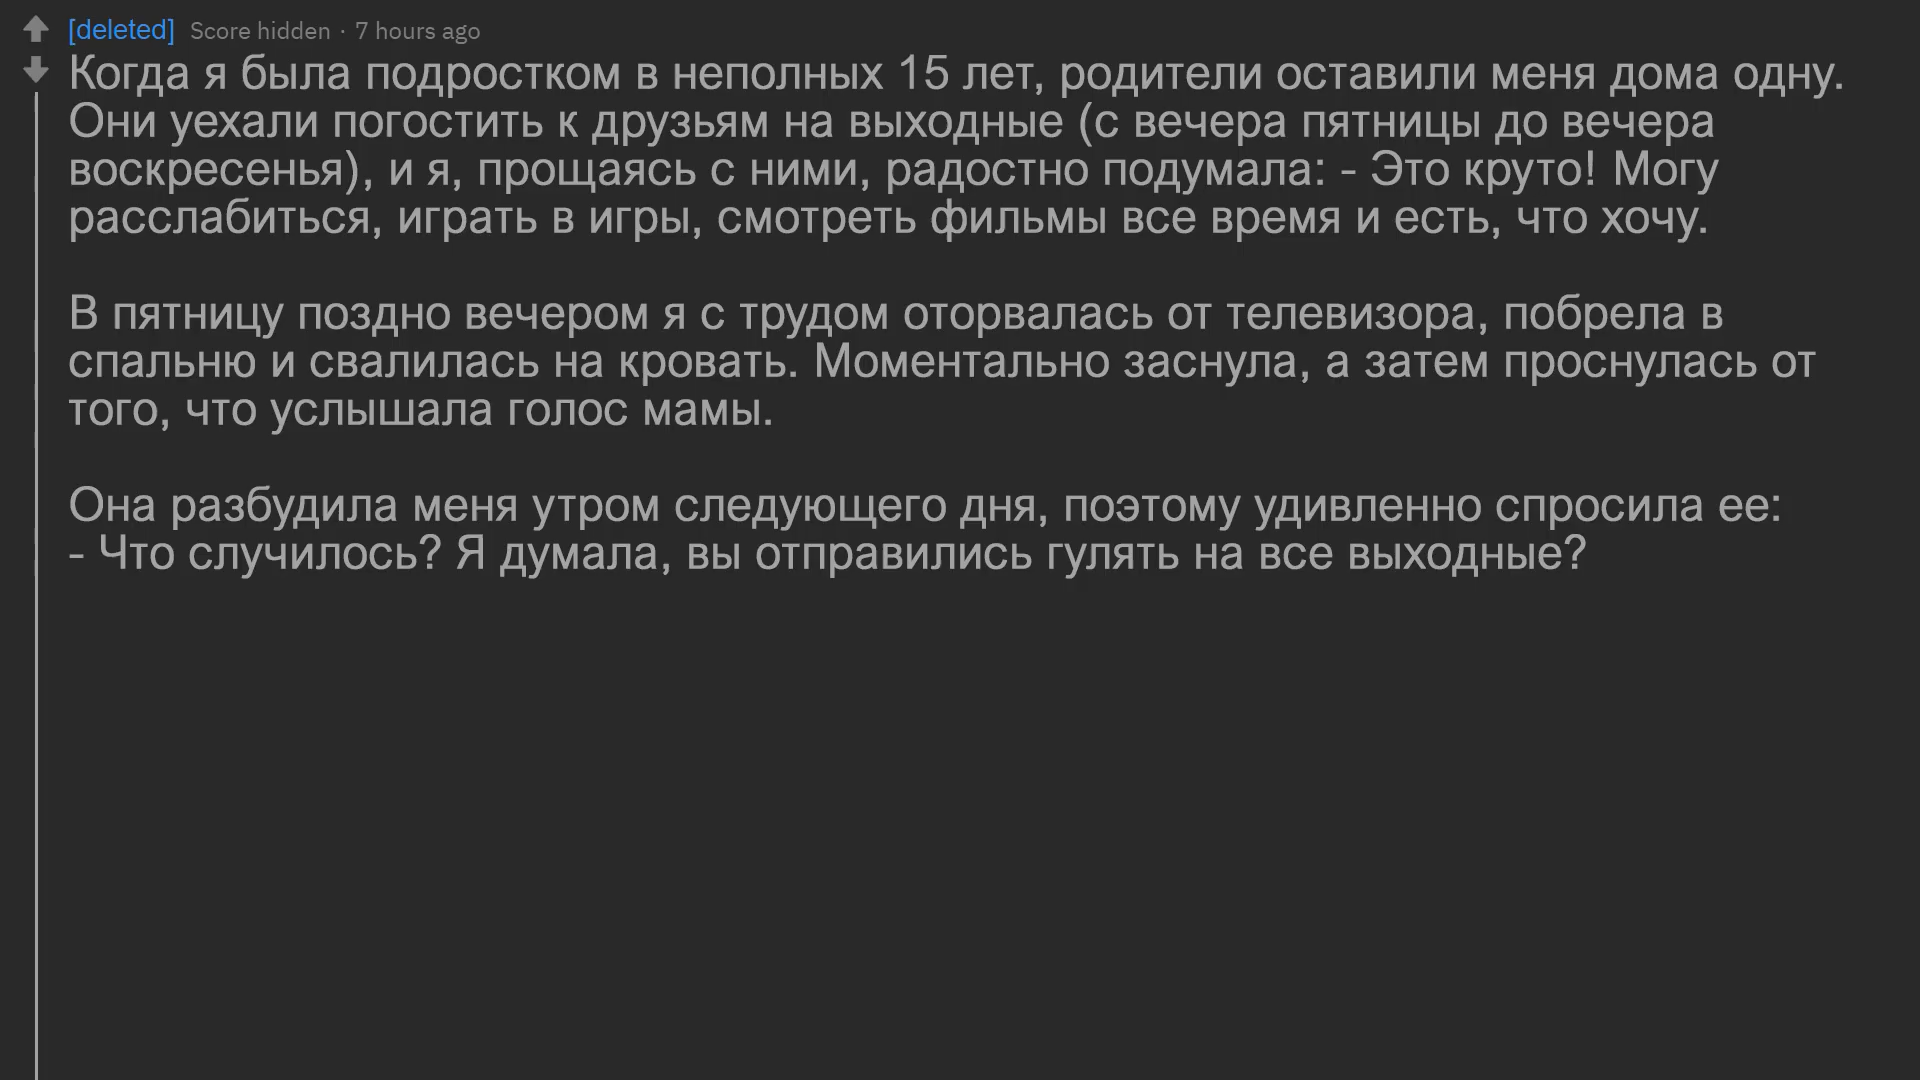 [deleted] Score hidden · 7 hours ago
Когда я была подростком в неполных 15 лет, родители оставили меня дома одну.
Они уехали погостить к друзьям на выходные (с вечера пятницы до вечера
воскресенья), и я, прощаясь с ними, радостно подумала: - Это круто! Могу
расслабиться, играть в игры, смотреть фильмы все время и есть, что хочу.
В пятницу поздно вечером я с трудом оторвалась от телевизора, побрела в
спальню и свалилась на кровать. Моментально заснула, а затем проснулась от
того, что услышала голос мамы.
Она разбудила меня утром следующего дня, поэтому удивленно спросила ее:
- Что случилось? Я думала, вы отправились гулять на все выходные?